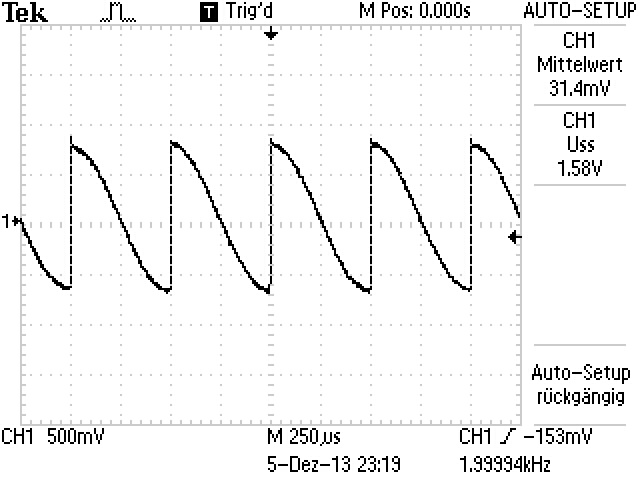 Tek T Trig'd M Pos: 0.000s AUTO-SETUP
CH1
Mittelwert
31.4mV
CH1
Uss
1.58V
1
Auto-Setup
rückgängig
CH1 500mV M 250µs CH1 -153mV
5-Dez-13 23:19 1.99994kHz